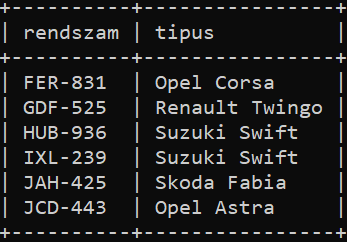 +----------+----------------+
| rendszam | tipus          |
+----------+----------------+
| FER-831  | Opel Corsa     |
| GDF-525  | Renault Twingo |
| HUB-936  | Suzuki Swift   |
| IXL-239  | Suzuki Swift   |
| JAH-425  | Skoda Fabia    |
| JCD-443  | Opel Astra     |
+----------+----------------+